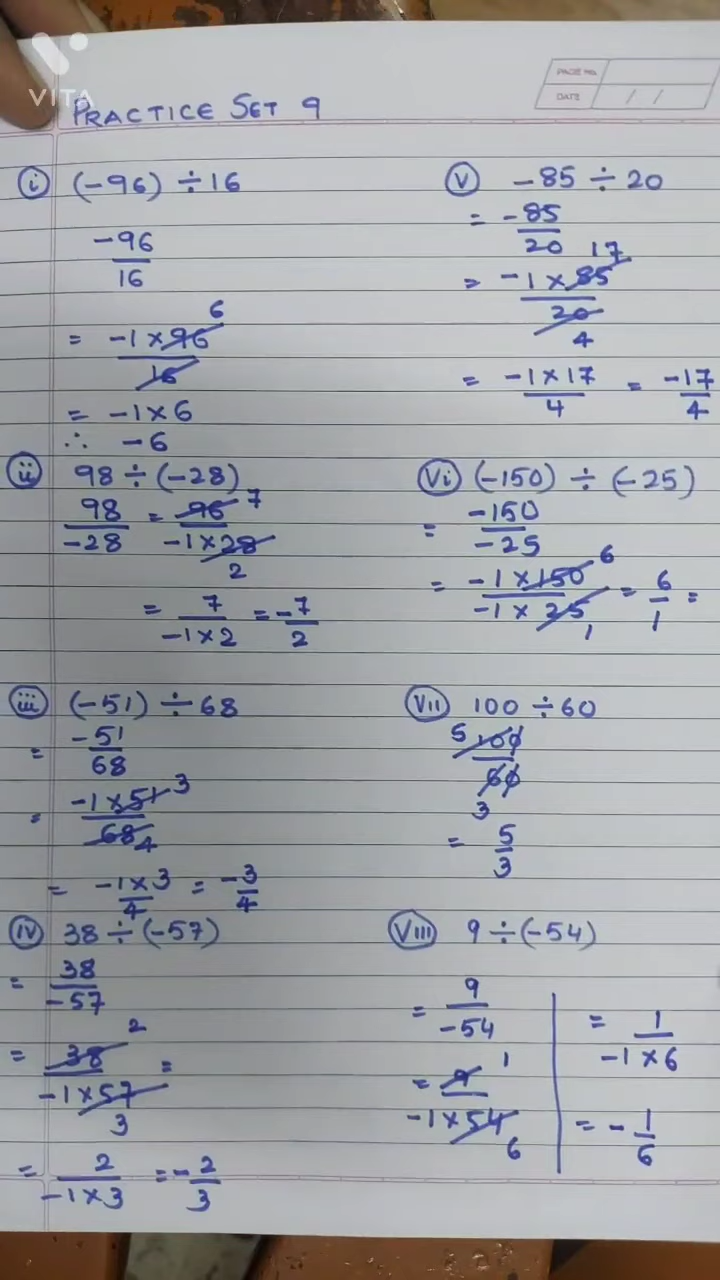 VITA
PAGE No.
DATE / /
PRACTICE SET 9
(i) (-96) ÷ 16
-96/16
= -1 × 96/16 6
= -1 × 6
∴ -6
(ii) 98 ÷ (-28)
98/-28 = 96/-1 × 28 7 2
= 7/-1×2 = -7/2
(iii) (-51) ÷ 68
= -51/68
= -1 × 51/68 3 4
= -1 × 3/4 = -3/4
(iv) 38 ÷ (-57)
= 38/-57
= 38/-1 × 57 2 3 =
= 2/-1 × 3 = -2/3
(v) -85 ÷ 20
= -85/20
= -1 × 85/20 17 4
= -1 × 17/4 = -17/4
(vi) (-150) ÷ (-25)
= -150/-25
= -1 × 150/-1 × 25 6 1 = 6/1 =
(vii) 100 ÷ 60
100/60 5 3
= 5/3
(viii) 9 ÷ (-54)
= 9/-54
= 9/-1 × 54 1 6
= 1/-1 × 6
= -1/6